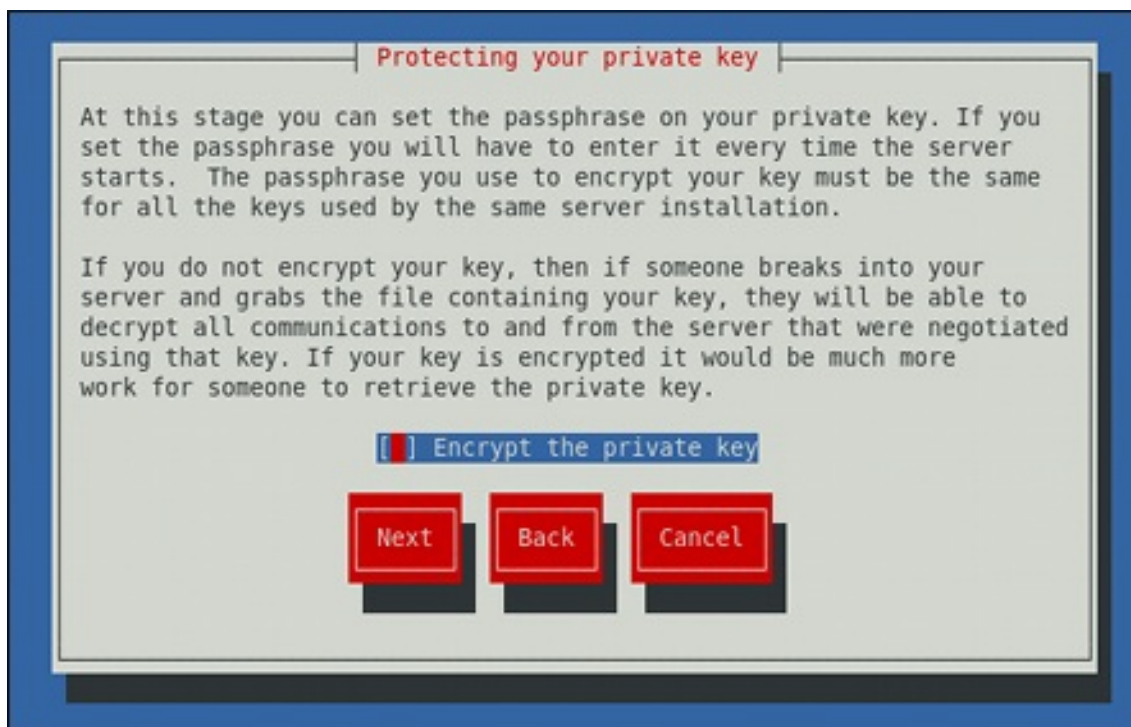 Protecting your private key
At this stage you can set the passphrase on your private key. If you
set the passphrase you will have to enter it every time the server
starts.  The passphrase you use to encrypt your key must be the same
for all the keys used by the same server installation.
If you do not encrypt your key, then if someone breaks into your
server and grabs the file containing your key, they will be able to
decrypt all communications to and from the server that were negotiated
using that key. If your key is encrypted it would be much more
work for someone to retrieve the private key.
[ ] Encrypt the private key
Next Back Cancel